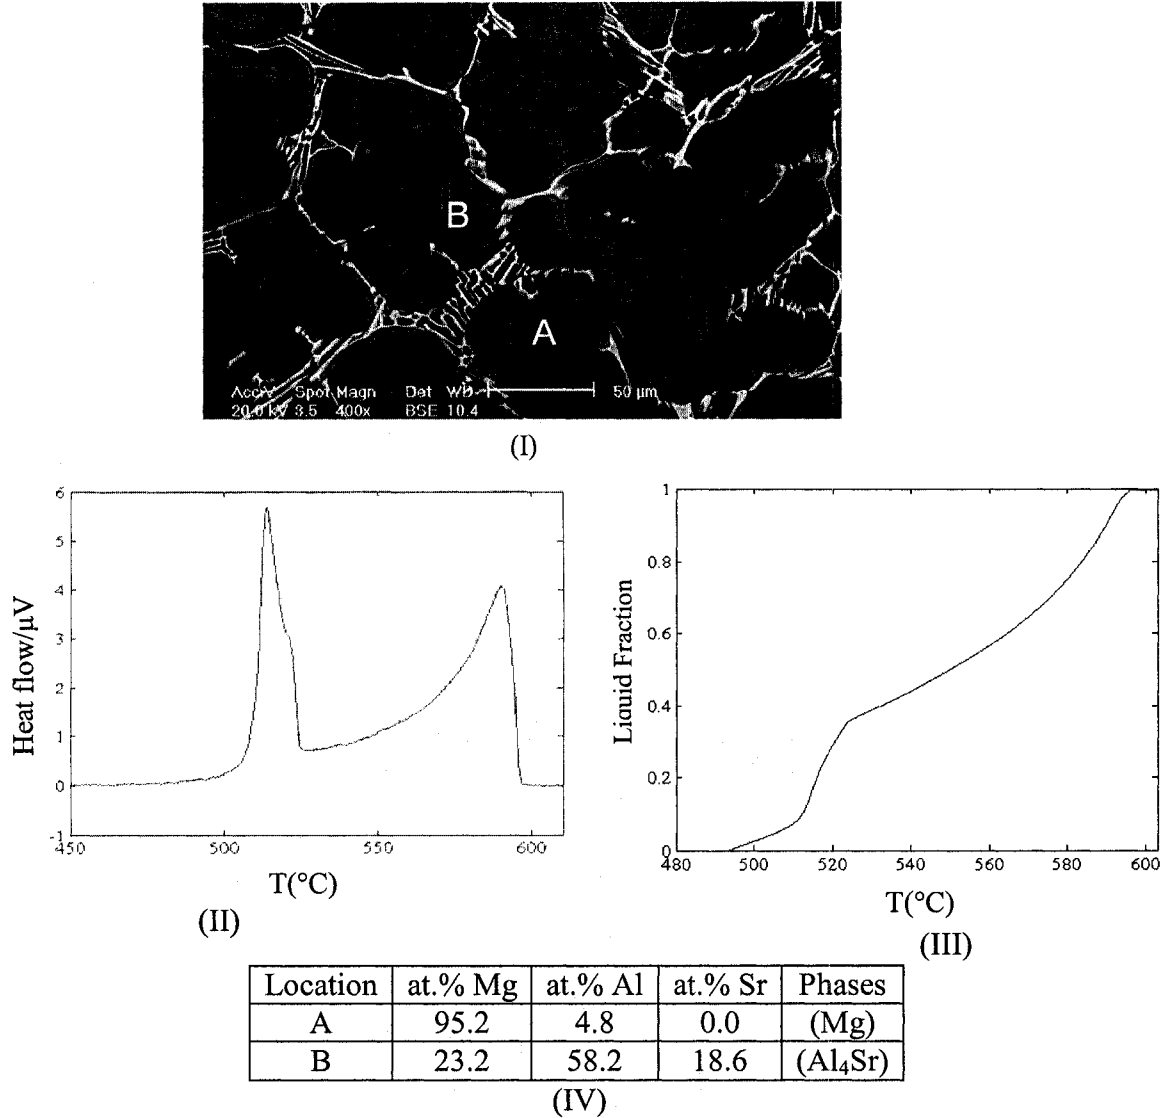 B
A
AccV Spot Magn Det WD 50 µm
20.0 kV 3.5 400x BSE 10.4
(I)
6
5
4
3
2
1
0
-1
450 500 550 600
Heat flow/µV
T(°C)
(II)
1
0.8
0.6
0.4
0.2
0
480 500 520 540 560 580 600
Liquid Fraction
T(°C)
(III)
Location at.% Mg at.% Al at.% Sr Phases
A 95.2 4.8 0.0 (Mg)
B 23.2 58.2 18.6 (Al₄Sr)
(IV)